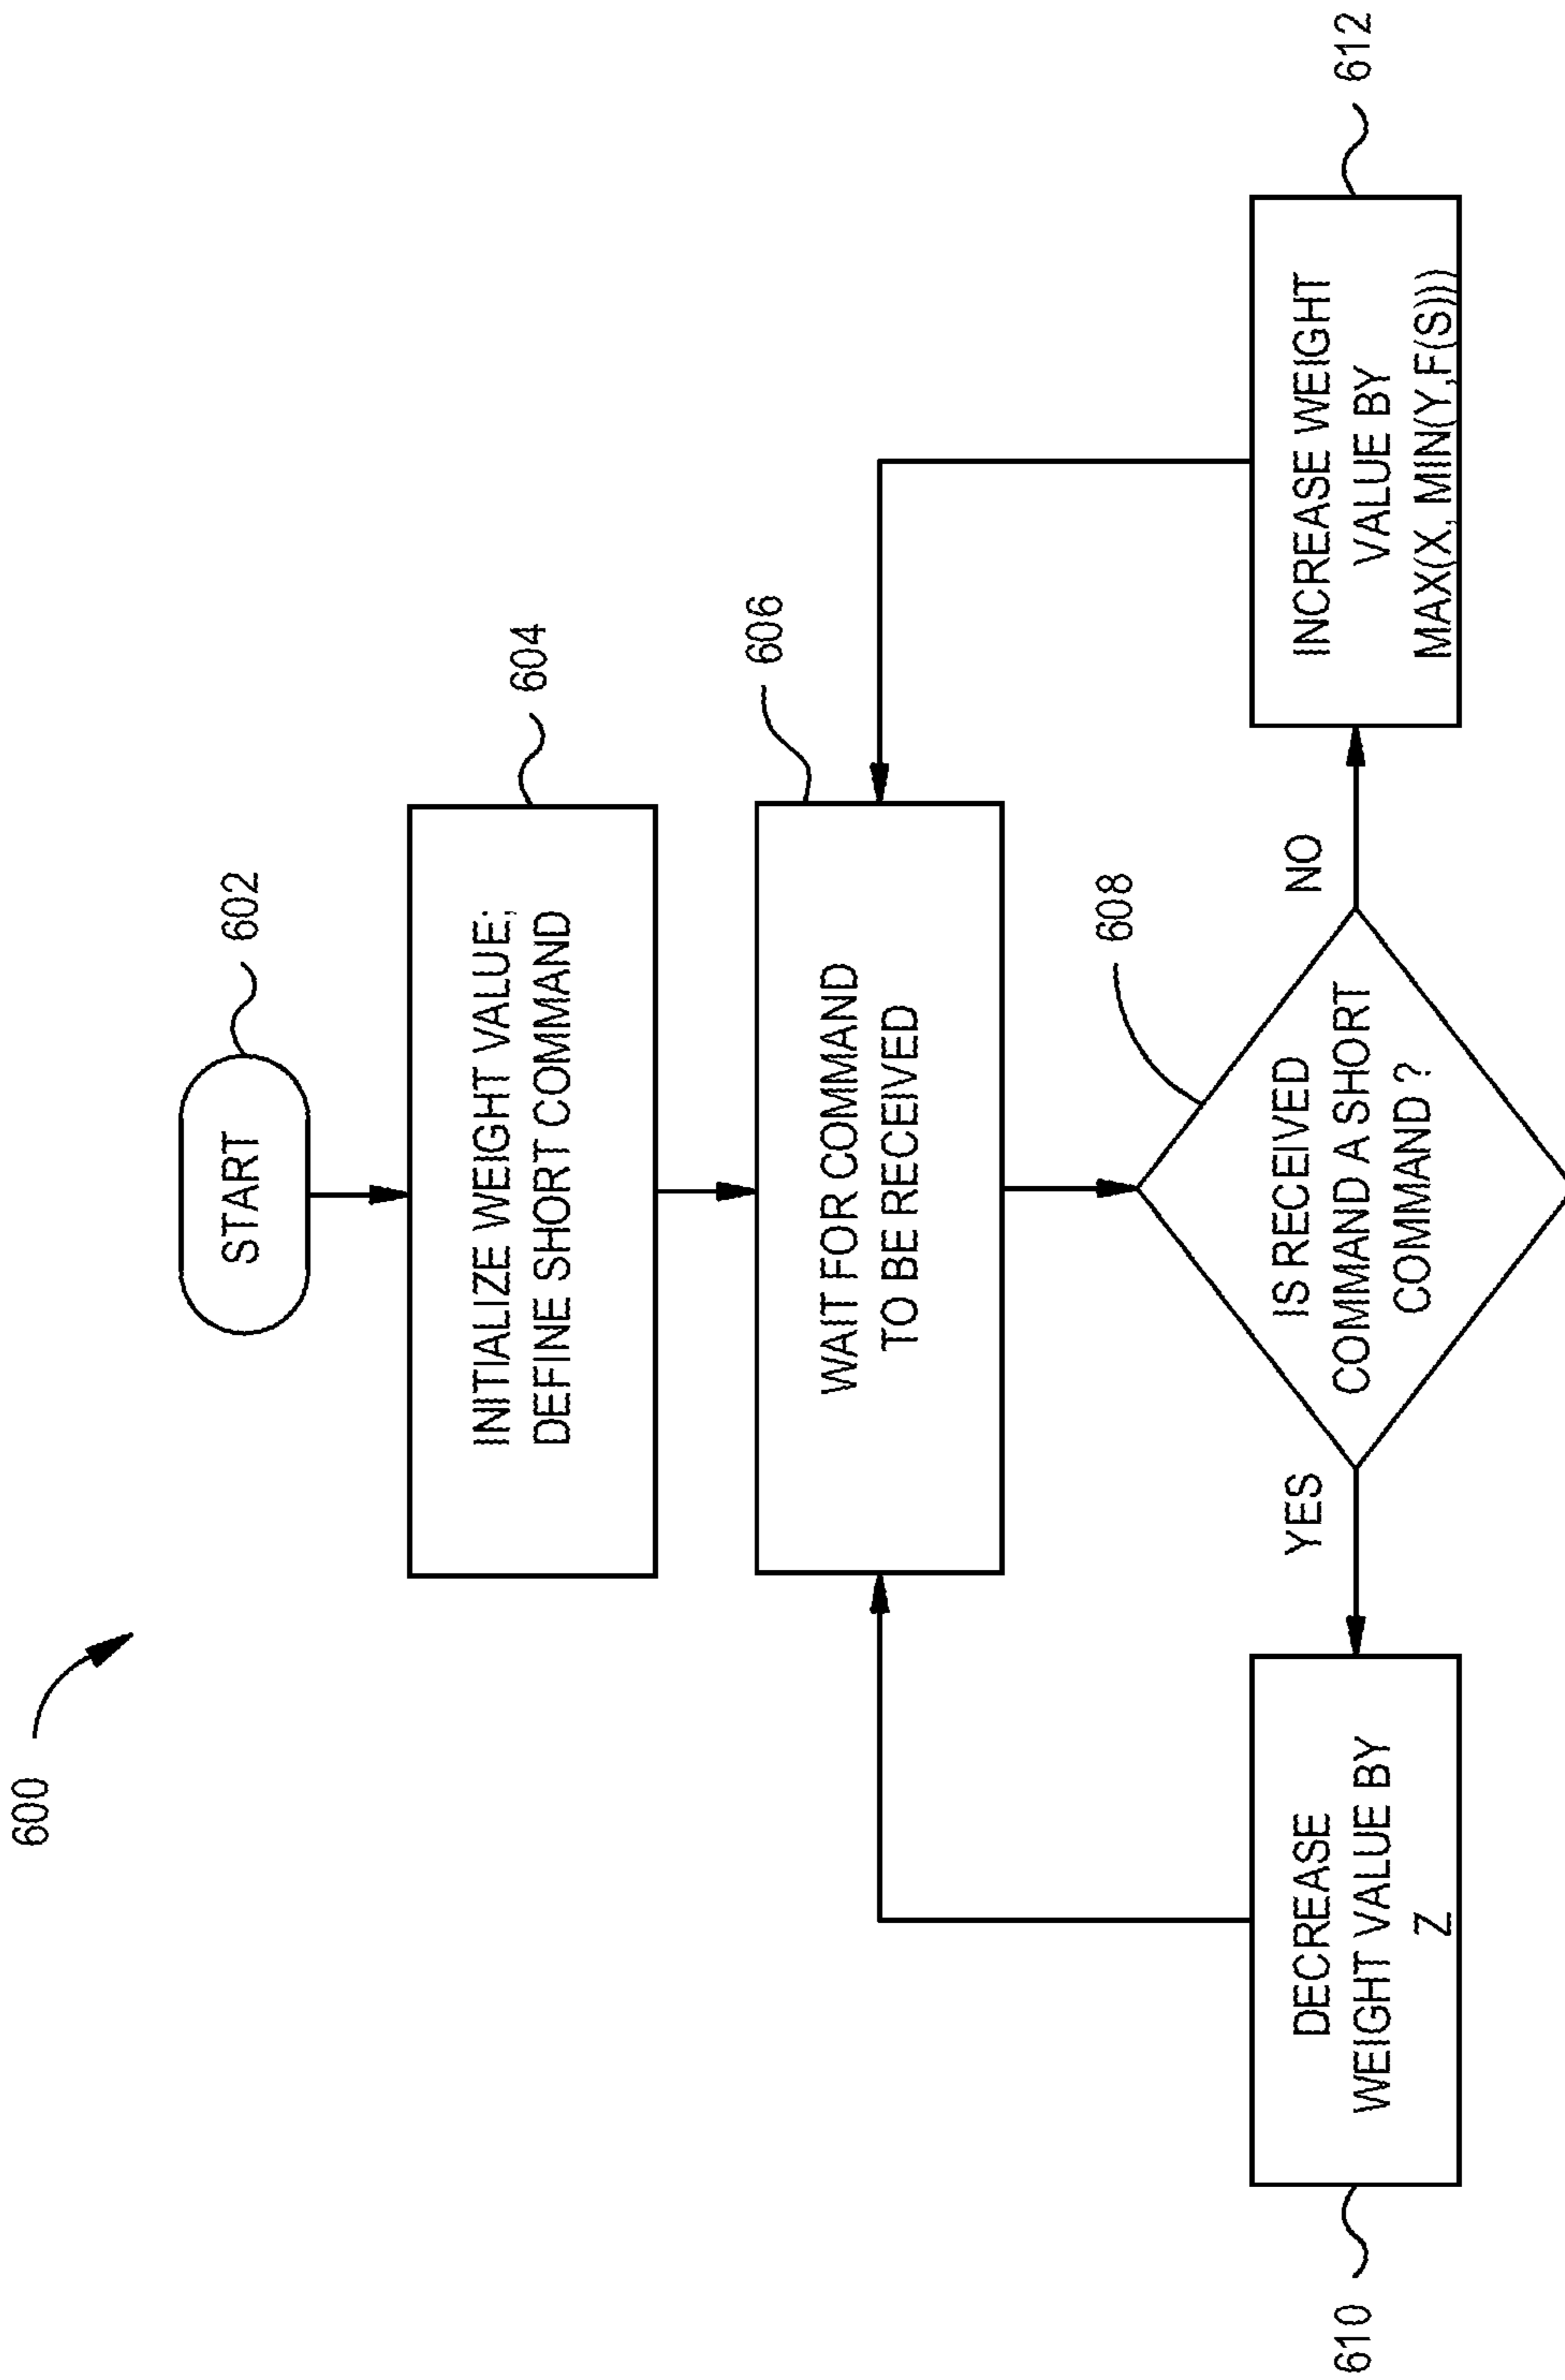 600
START
602
INITIALIZE WEIGHT VALUE;
DEFINE SHORT COMMAND
604
WAIT FOR COMMAND
TO BE RECEIVED
606
IS RECEIVED
COMMAND A SHORT
COMMAND ?
608
YES
NO
DECREASE
WEIGHT VALUE BY
Z
610
INCREASE WEIGHT
VALUE BY
MAX(X, MIN(Y,F(S)))
612